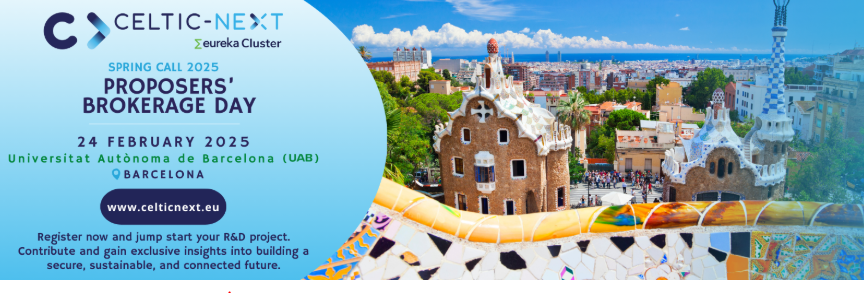 CELTIC-NEXT
eureka Cluster
SPRING CALL 2025
PROPOSERS'
BROKERAGE DAY
24 FEBRUARY 2025
Universitat Autònoma de Barcelona (UAB)
BARCELONA
www.celticnext.eu
Register now and jump start your R&D project.
Contribute and gain exclusive insights into building a
secure, sustainable, and connected future.